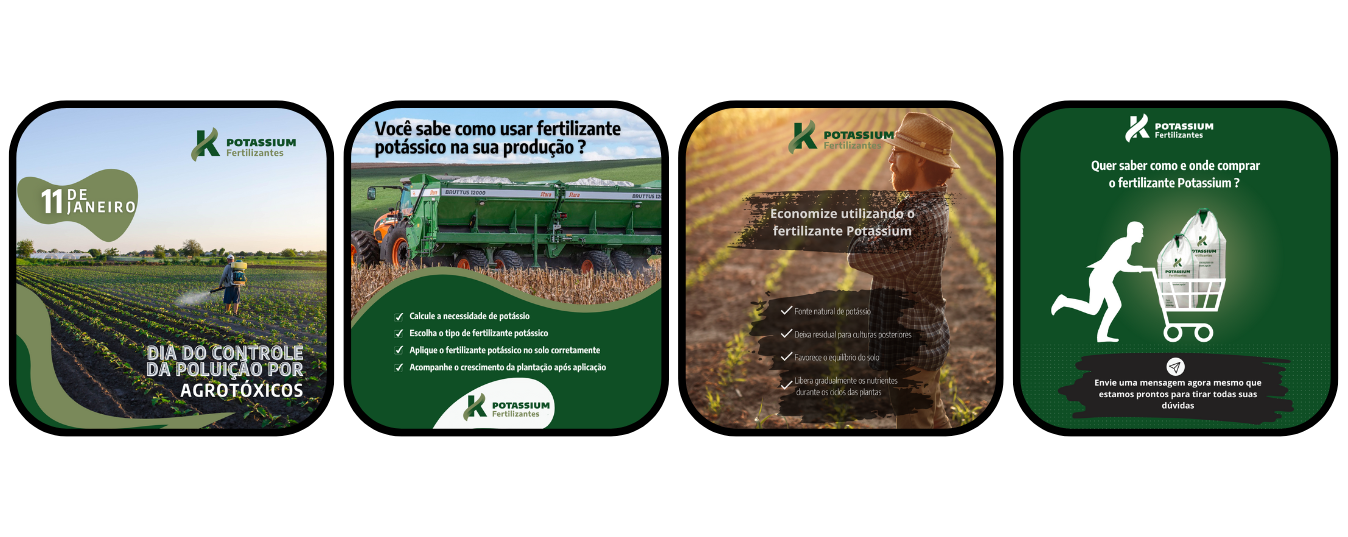 POTASSIUM
Fertilizantes
11 DE
JANEIRO
DIA DO CONTROLE
DA POLUIÇÃO POR
AGROTÓXICOS
Você sabe como usar fertilizante
potássico na sua produção ?
BRUTTUS 12000
Calcule a necessidade de potássio
Escolha o tipo de fertilizante potássico
Aplique o fertilizante potássico no solo corretamente
Acompanhe o crescimento da plantação após aplicação
POTASSIUM
Fertilizantes
POTASSIUM
Fertilizantes
Economize utilizando o
fertilizante Potassium
Fonte natural de potássio
Deixa residual para culturas posteriores
Favorece o equilíbrio do solo
Libera gradualmente os nutrientes
durante os ciclos das plantas
POTASSIUM
Fertilizantes
Quer saber como e onde comprar
o fertilizante Potassium ?
POTASSIUM
POTASSIUM
Envie uma mensagem agora mesmo que
estamos prontos para tirar todas suas
dúvidas